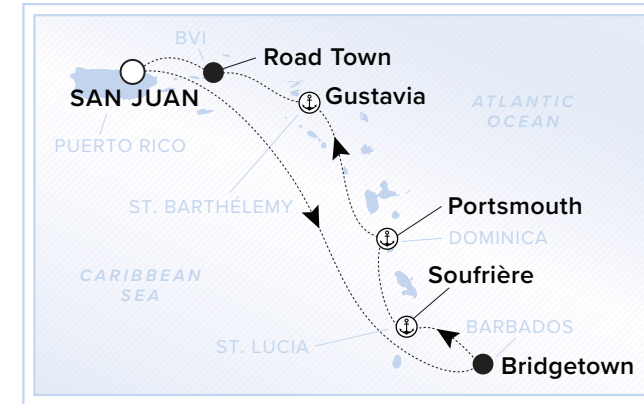 BVI
Road Town
SAN JUAN
Gustavia
ATLANTIC
OCEAN
PUERTO RICO
ST. BARTHÉLEMY
Portsmouth
DOMINICA
CARIBBEAN
SEA
Soufrière
BARBADOS
ST. LUCIA
Bridgetown